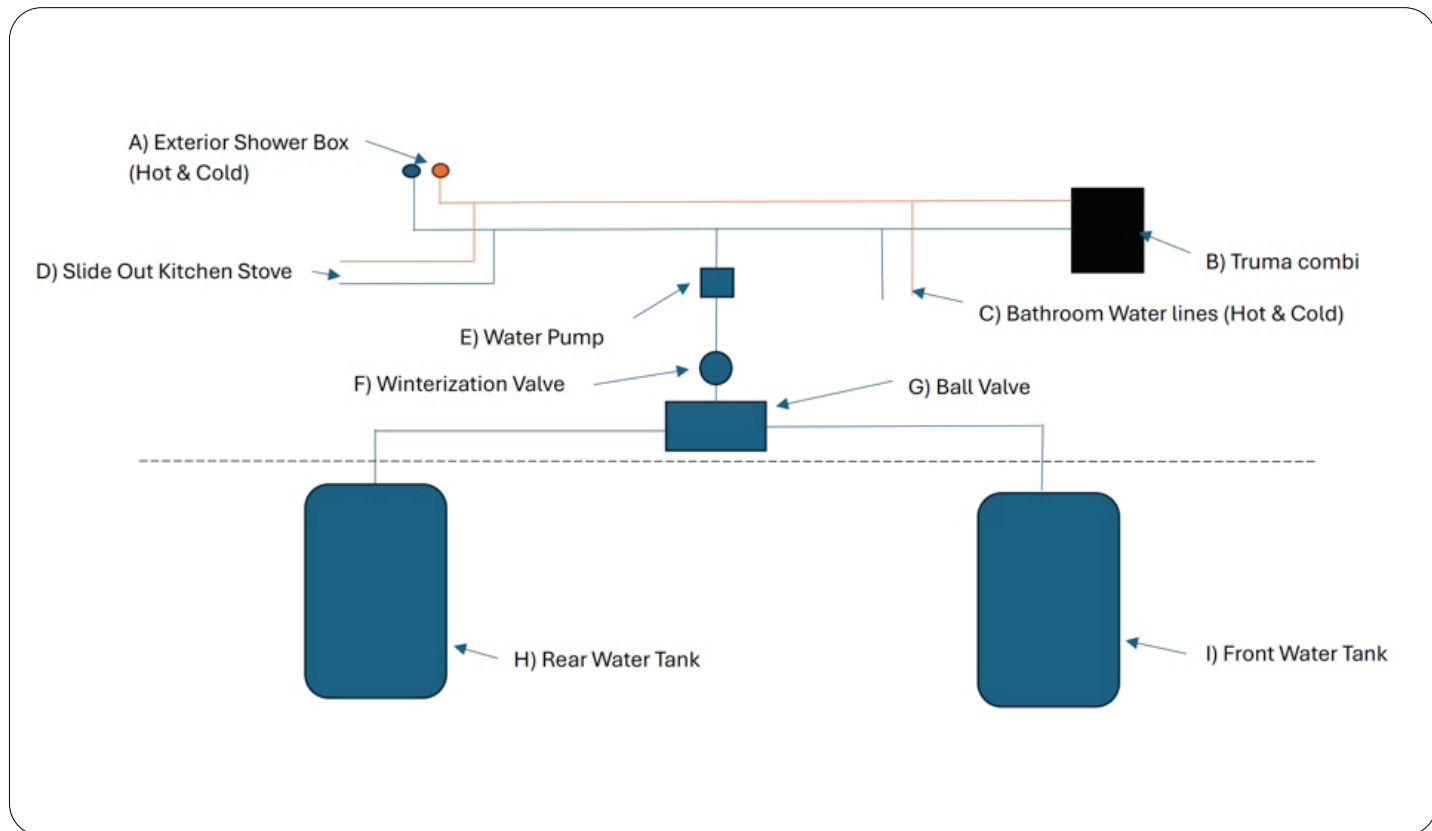 A) Exterior Shower Box
(Hot & Cold)
D) Slide Out Kitchen Stove
B) Truma combi
C) Bathroom Water lines (Hot & Cold)
E) Water Pump
F) Winterization Valve
G) Ball Valve
H) Rear Water Tank
I) Front Water Tank